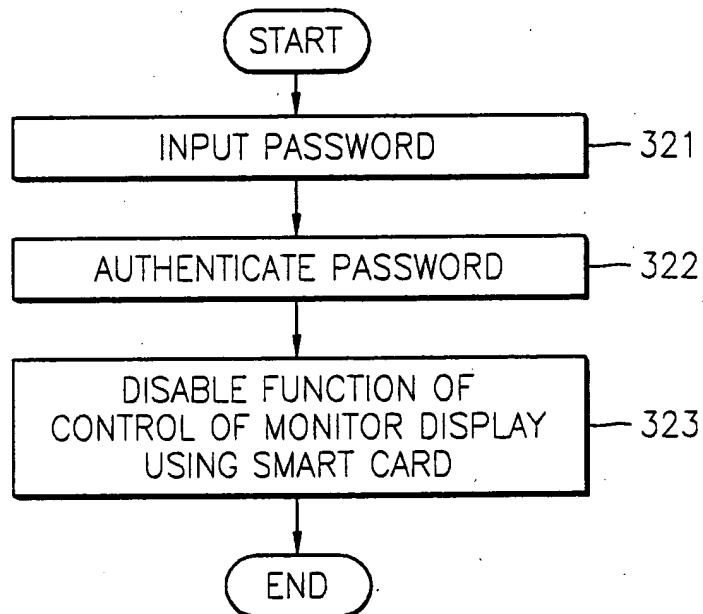 START
INPUT PASSWORD 321
AUTHENTICATE PASSWORD 322
DISABLE FUNCTION OF
CONTROL OF MONITOR DISPLAY 323
USING SMART CARD
END